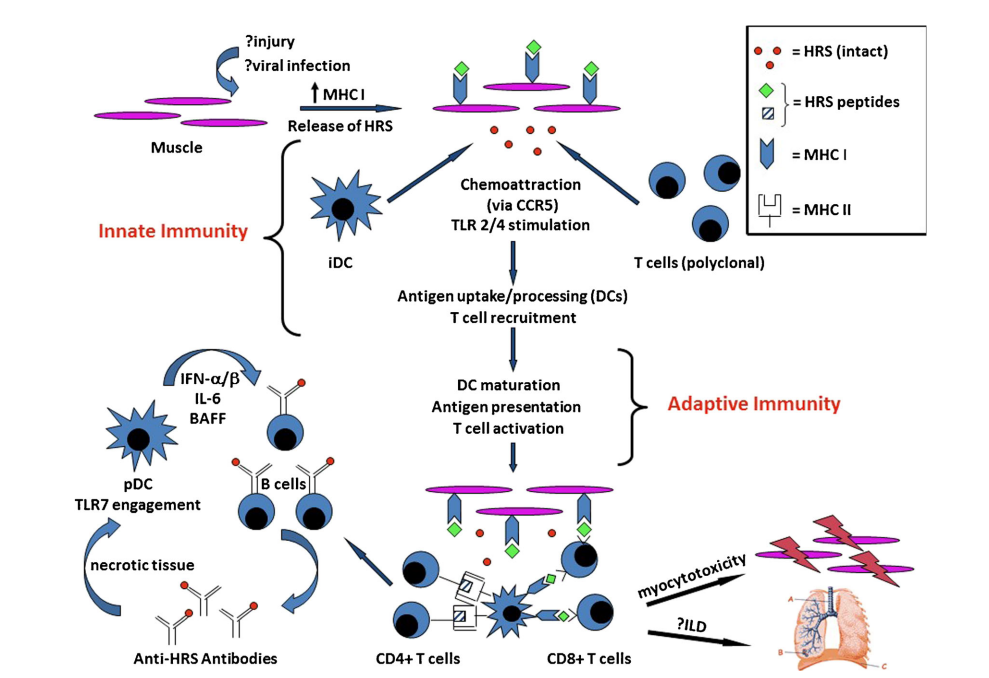 ?injury
?viral infection
↑ MHC I
Release of HRS
Muscle
= HRS (intact)
= HRS peptides
= MHC I
= MHC II
Innate Immunity
iDC
Chemoattraction
(via CCR5)
TLR 2/4 stimulation
T cells (polyclonal)
Antigen uptake/processing (DCs)
T cell recruitment
DC maturation
Antigen presentation
T cell activation
Adaptive Immunity
IFN-α/β
IL-6
BAFF
pDC
TLR7 engagement
B cells
necrotic tissue
Anti-HRS Antibodies
CD4+ T cells
CD8+ T cells
myocytotoxicity
?ILD
A
B
C